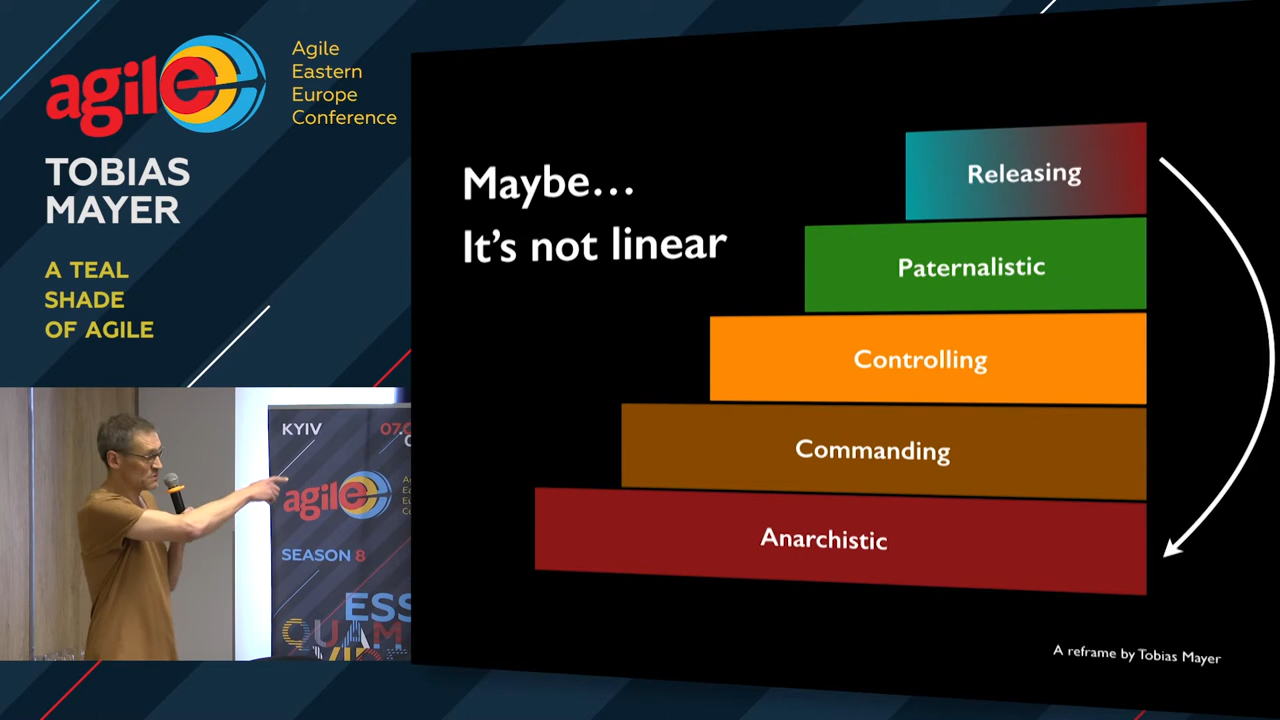 agile
Agile
Eastern
Europe
Conference
TOBIAS
MAYER
A TEAL
SHADE
OF AGILE
Maybe…
It's not linear
Releasing
Paternalistic
Controlling
Commanding
Anarchistic
A reframe by Tobias Mayer
KYIV
07.
agile
SEASON 8
ESS
QUAM